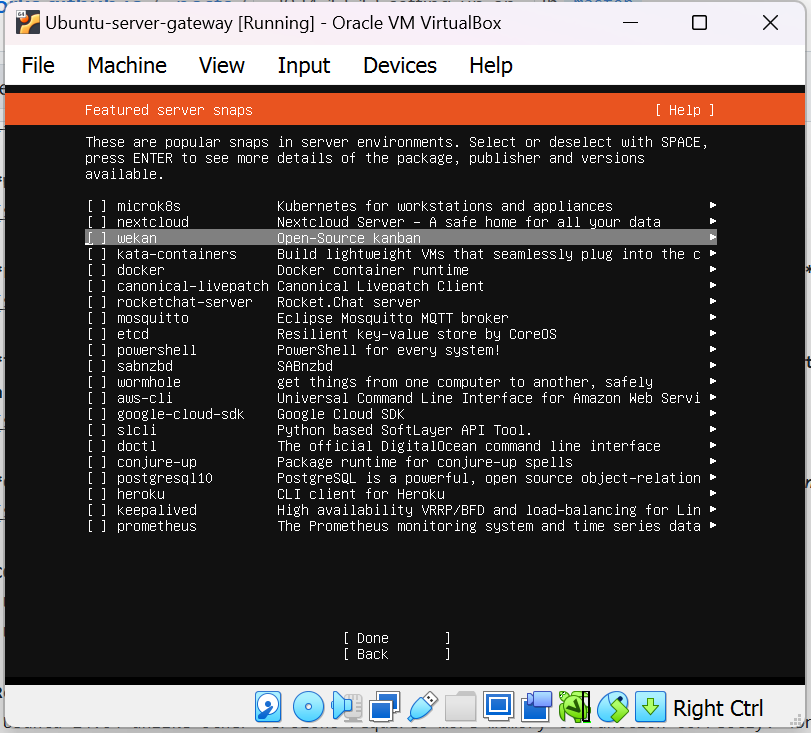 Ubuntu-server-gateway [Running] - Oracle VM VirtualBox
File Machine View Input Devices Help
Featured server snaps [ Help ]
These are popular snaps in server environments. Select or deselect with SPACE,
press ENTER to see more details of the package, publisher and versions
available.
[ ] microk8s Kubernetes for workstations and appliances ▸
[ ] nextcloud Nextcloud Server - A safe home for all your data ▸
[ ] wekan Open-Source kanban ▸
[ ] kata-containers Build lightweight VMs that seamlessly plug into the c ▸
[ ] docker Docker container runtime ▸
[ ] canonical-livepatch Canonical Livepatch Client ▸
[ ] rocketchat-server Rocket.Chat server ▸
[ ] mosquitto Eclipse Mosquitto MQTT broker ▸
[ ] etcd Resilient key-value store by CoreOS ▸
[ ] powershell PowerShell for every system! ▸
[ ] sabnzbd SABnzbd ▸
[ ] wormhole get things from one computer to another, safely ▸
[ ] aws-cli Universal Command Line Interface for Amazon Web Servi ▸
[ ] google-cloud-sdk Google Cloud SDK ▸
[ ] slcli Python based SoftLayer API Tool. ▸
[ ] doctl The official DigitalOcean command line interface ▸
[ ] conjure-up Package runtime for conjure-up spells ▸
[ ] postgresql10 PostgreSQL is a powerful, open source object-relation ▸
[ ] heroku CLI client for Heroku ▸
[ ] keepalived High availability VRRP/BFD and load-balancing for Lin ▸
[ ] prometheus The Prometheus monitoring system and time series data ▸
[ Done ]
[ Back ]
Right Ctrl